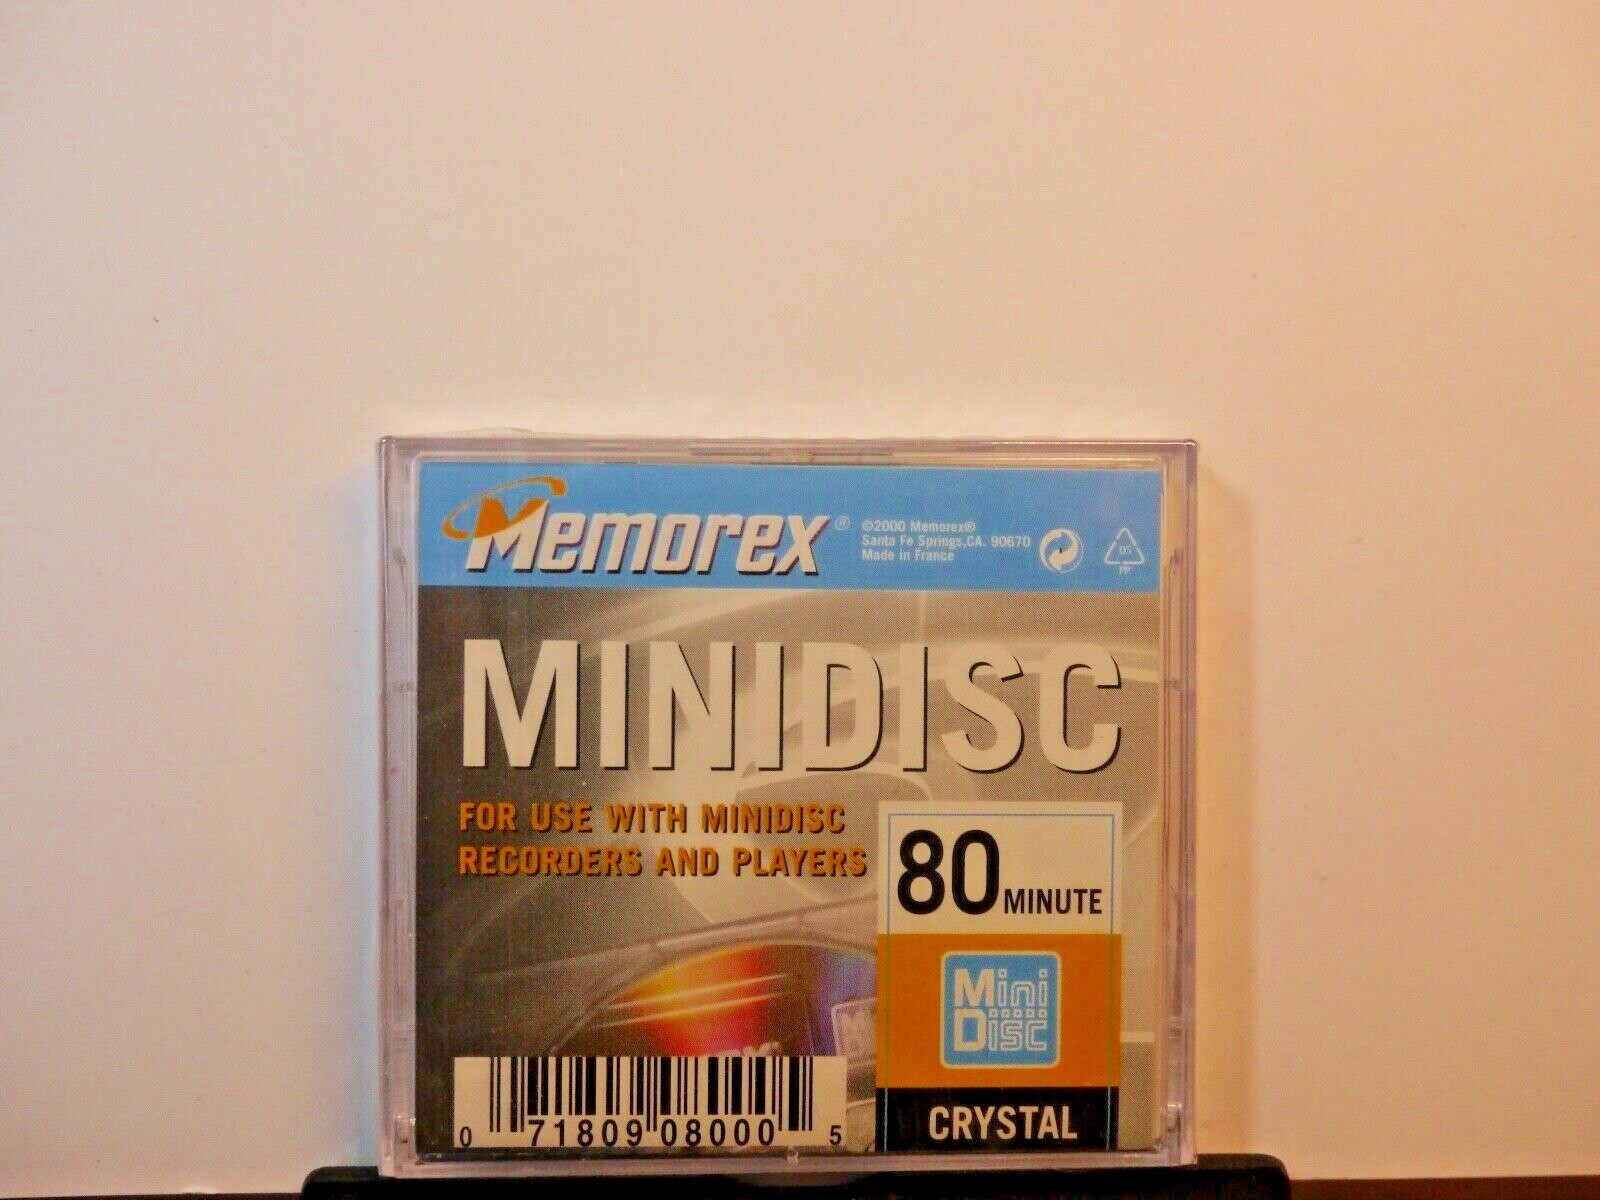 Memorex®
©2000 Memorex®
Santa Fe Springs,CA. 90670
Made in France
05
PP
MINIDISC
FOR USE WITH MINIDISC
RECORDERS AND PLAYERS
80 MINUTE
Mini
Disc
CRYSTAL
0 71809 08000 5